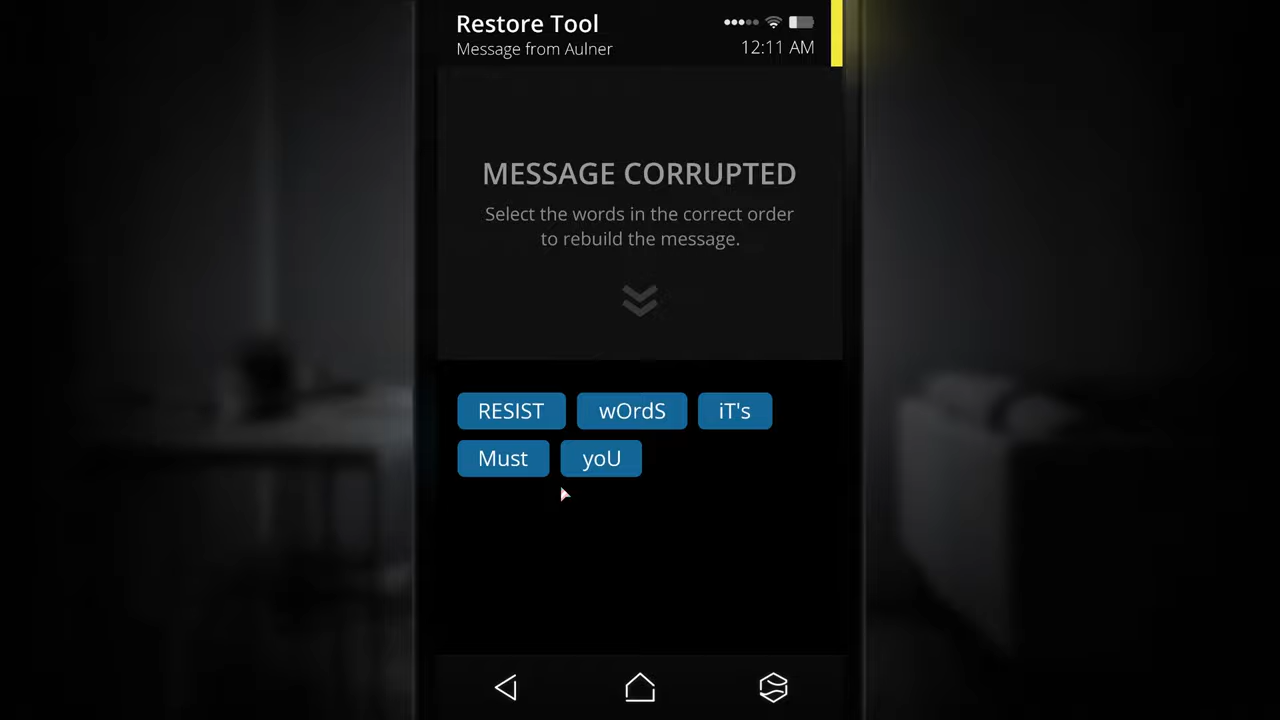 Restore Tool
Message from Aulner
12:11 AM
MESSAGE CORRUPTED
Select the words in the correct order
to rebuild the message.
RESIST wOrdS iT's
Must yoU